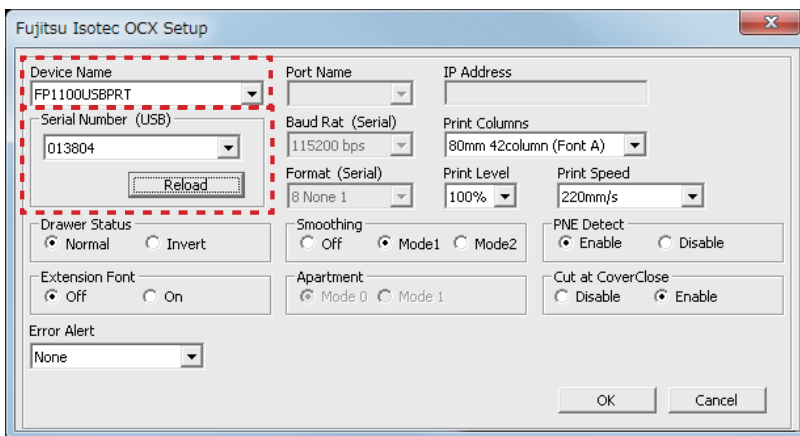 Fujitsu Isotec OCX Setup
Device Name
FP1100USBPRT
Port Name
IP Address
Serial Number (USB)
013804
Reload
Baud Rat (Serial)
115200 bps
Print Columns
80mm 42column (Font A)
Format (Serial)
8 None 1
Print Level
100%
Print Speed
220mm/s
Drawer Status
Normal Invert
Smoothing
Off Mode1 Mode2
PNE Detect
Enable Disable
Extension Font
Off On
Apartment
Mode 0 Mode 1
Cut at CoverClose
Disable Enable
Error Alert
None
OK Cancel